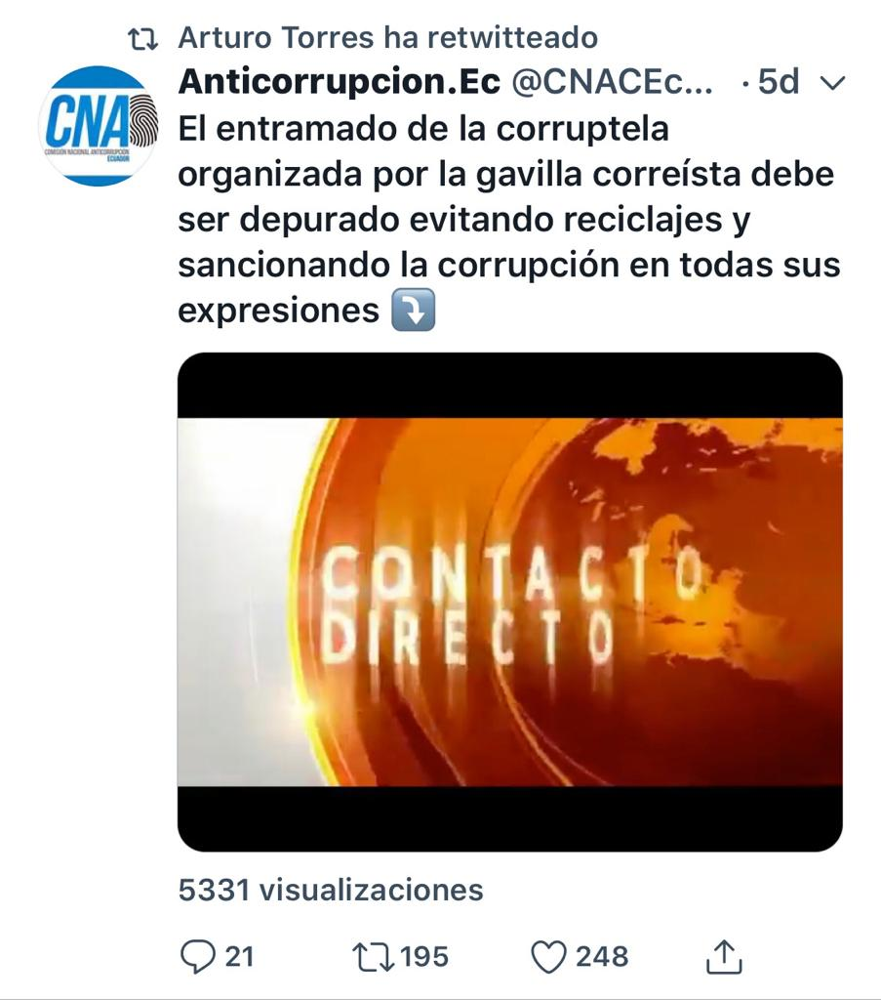 Arturo Torres ha retwitteado
Anticorrupcion.Ec @CNACEc... · 5d
CNA
COMISIÓN NACIONAL ANTICORRUPCIÓN
ECUADOR
El entramado de la corruptela
organizada por la gavilla correísta debe
ser depurado evitando reciclajes y
sancionando la corrupción en todas sus
expresiones ⤵️
CONTACTO
DIRECTO
5331 visualizaciones
21 195 248